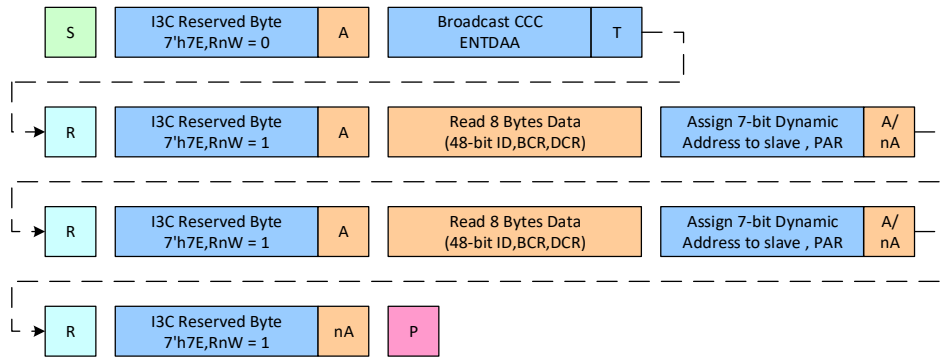 S
I3C Reserved Byte
7'h7E,RnW = 0
A
Broadcast CCC
ENTDAA
T
R
I3C Reserved Byte
7'h7E,RnW = 1
A
Read 8 Bytes Data
(48-bit ID,BCR,DCR)
Assign 7-bit Dynamic
Address to slave , PAR
A/
nA
R
I3C Reserved Byte
7'h7E,RnW = 1
A
Read 8 Bytes Data
(48-bit ID,BCR,DCR)
Assign 7-bit Dynamic
Address to slave , PAR
A/
nA
R
I3C Reserved Byte
7'h7E,RnW = 1
nA
P